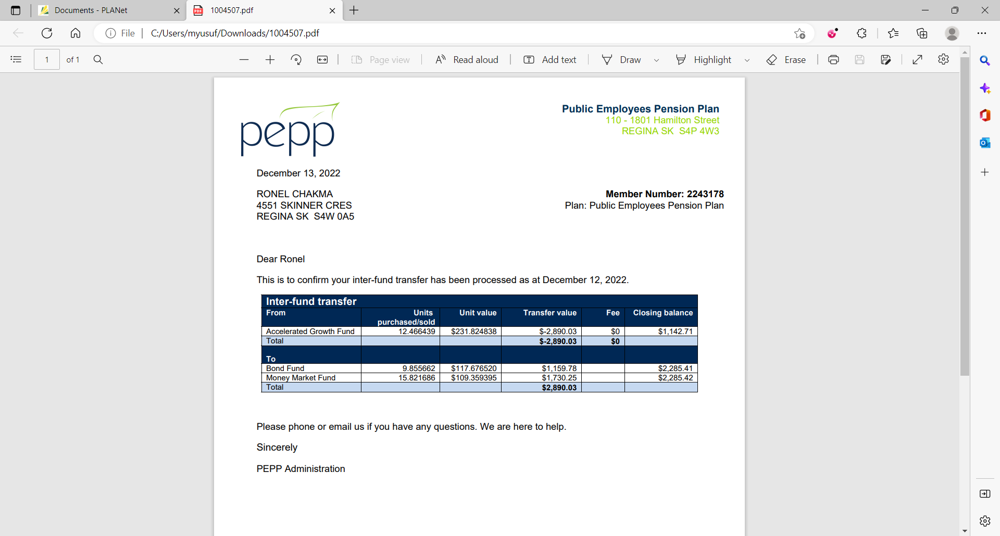 Documents - PLANet
1004507.pdf
File
C:/Users/myusuf/Downloads/1004507.pdf
1 of 1
Page view
Read aloud
Add text
Draw
Highlight
Erase
pepp
Public Employees Pension Plan
110 - 1801 Hamilton Street
REGINA SK  S4P 4W3
December 13, 2022
RONEL CHAKMA
4551 SKINNER CRES
REGINA SK  S4W 0A5
Member Number: 2243178
Plan: Public Employees Pension Plan
Dear Ronel
This is to confirm your inter-fund transfer has been processed as at December 12, 2022.
Inter-fund transfer
From Units purchased/sold Unit value Transfer value Fee Closing balance
Accelerated Growth Fund 12.466439 $231.824838 $-2,890.03 $0 $1,142.71
Total $-2,890.03 $0
To
Bond Fund 9.855662 $117.676520 $1,159.78 $2,285.41
Money Market Fund 15.821686 $109.359395 $1,730.25 $2,285.42
Total $2,890.03
Please phone or email us if you have any questions. We are here to help.
Sincerely
PEPP Administration